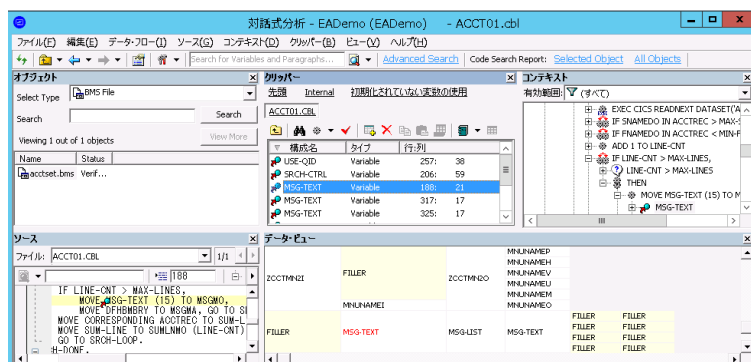 対話式分析 - EADemo (EADemo) - ACCT01.cbl
ファイル(F) 編集(E) データ・フロー(I) ソース(G) コンテキスト(D) クリッパー(B) ビュー(V) ヘルプ(H)
Search for Variables and Paragraphs... Advanced Search Code Search Report: Selected Object All Objects
オブジェクト
Select Type BMS File
Search Search
Viewing 1 out of 1 objects View More
Name Status
acctset.bms Verif...
クリッパー
先頭 Internal 初期化されていない変数の使用
ACCT01.CBL
構成名 タイプ 行:列
USE-QID Variable 257: 38
SRCH-CTRL Variable 206: 59
MSG-TEXT Variable 188: 21
MSG-TEXT Variable 317: 17
MSG-TEXT Variable 325: 17
コンテキスト
有効範囲: (すべて)
EXEC CICS READNEXT DATASET('A
IF SNAMEDO IN ACCTREC > MAX-
IF FNAMEDO IN ACCTREC < MIN-F
ADD 1 TO LINE-CNT
IF LINE-CNT > MAX-LINES,
LINE-CNT > MAX-LINES
THEN
MOVE MSG-TEXT (15) TO M
MSG-TEXT
ソース
ファイル: ACCT01.CBL 1/1
188
IF LINE-CNT > MAX-LINES,
MOVE MSG-TEXT (15) TO MSGMO,
MOVE DFHBMBRY TO MSGMA, GO TO S
MOVE CORRESPONDING ACCTREC TO SUM-L
MOVE SUM-LINE TO SUMLNMO (LINE-CNT)
GO TO SRCH-LOOP.
H-DONE.
データ・ビュー
ZCCTMN2I FILLER ZCCTMN2O MNUNAMEP
MNUNAMEH
MNUNAMEV
MNUNAMEU
MNUNAMEM
MNUNAMEI MNUNAMEO
FILLER MSG-TEXT MSG-LIST MSG-TEXT FILLER FILLER
FILLER FILLER
FILLER FILLER
FILLER FILLER